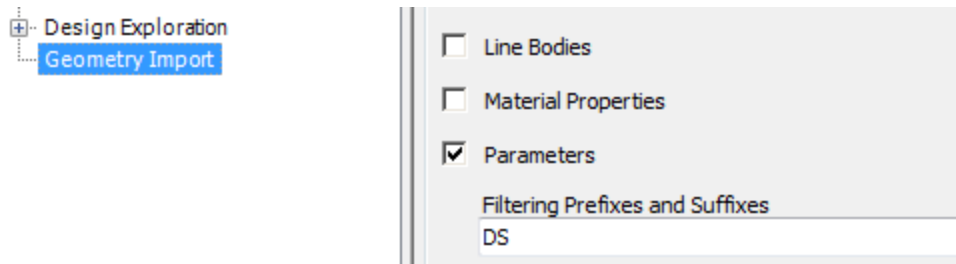 Design Exploration
Geometry Import
Line Bodies
Material Properties
Parameters
Filtering Prefixes and Suffixes
DS